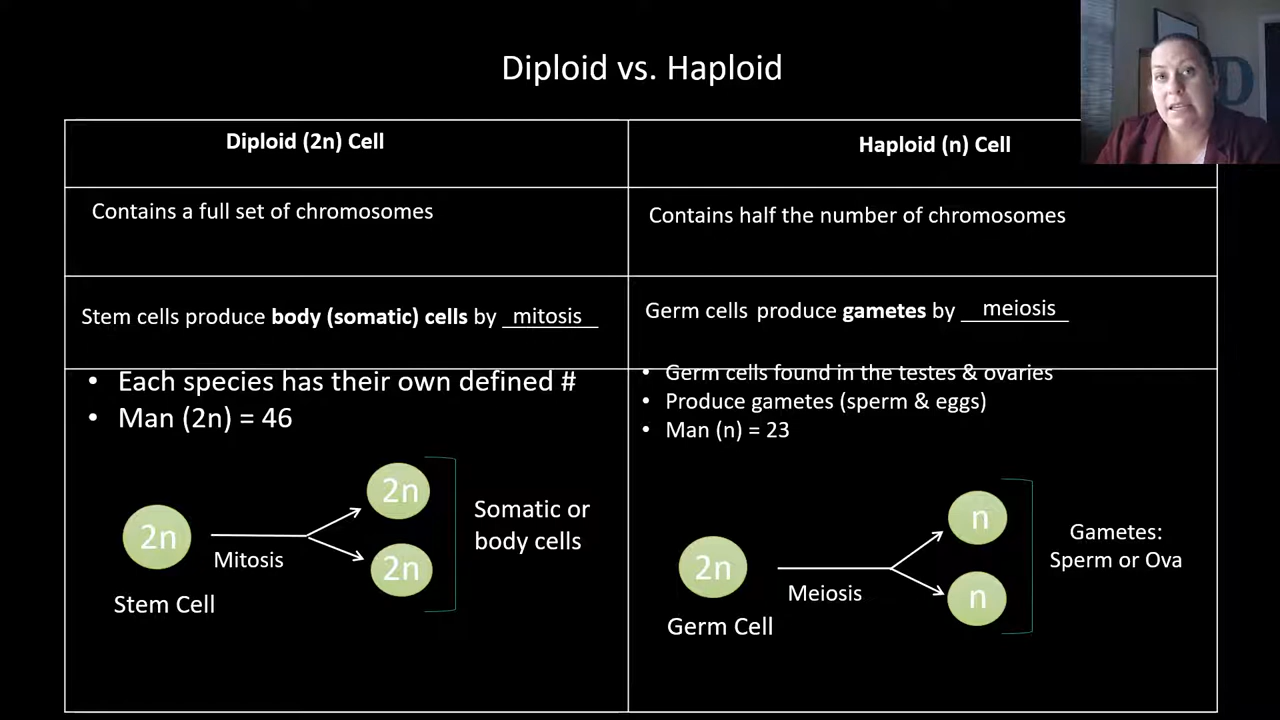 Diploid vs. Haploid
Diploid (2n) Cell
Haploid (n) Cell
Contains a full set of chromosomes
Contains half the number of chromosomes
Stem cells produce body (somatic) cells by mitosis
Germ cells produce gametes by meiosis
• Each species has their own defined #
• Man (2n) = 46
2n
Mitosis
2n
2n
Stem Cell
Somatic or
body cells
• Germ cells found in the testes & ovaries
• Produce gametes (sperm & eggs)
• Man (n) = 23
2n
Meiosis
n
n
Germ Cell
Gametes:
Sperm or Ova
D